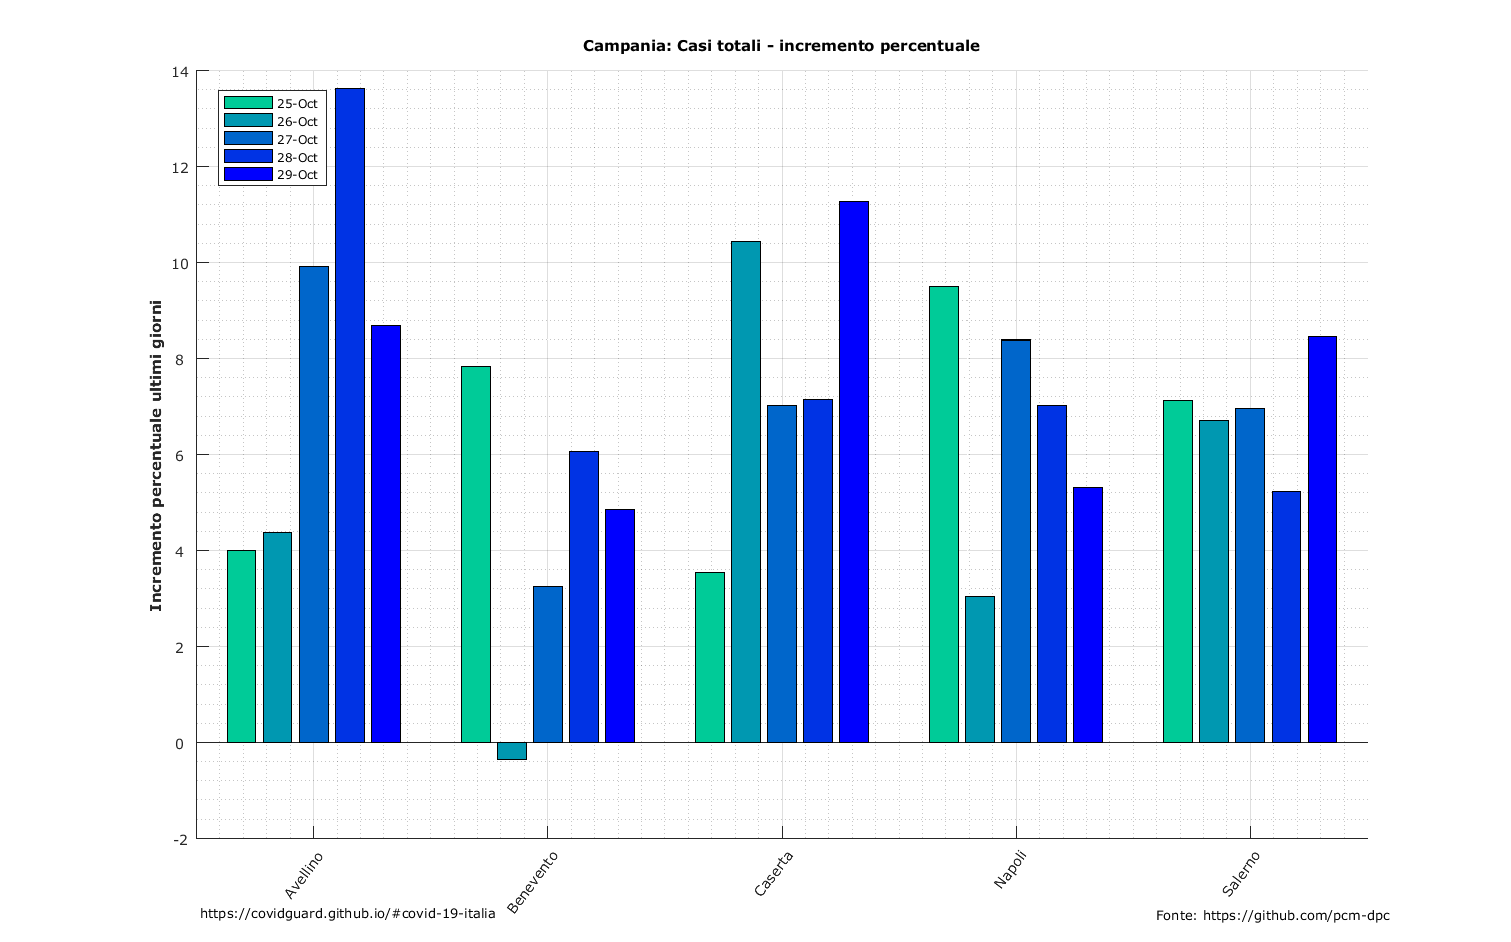 Campania: Casi totali - incremento percentuale
14
12
10
8
6
4
2
0
-2
Incremento percentuale ultimi giorni
25-Oct
26-Oct
27-Oct
28-Oct
29-Oct
Avellino
Benevento
Caserta
Napoli
Salerno
https://covidguard.github.io/#covid-19-italia
Fonte: https://github.com/pcm-dpc